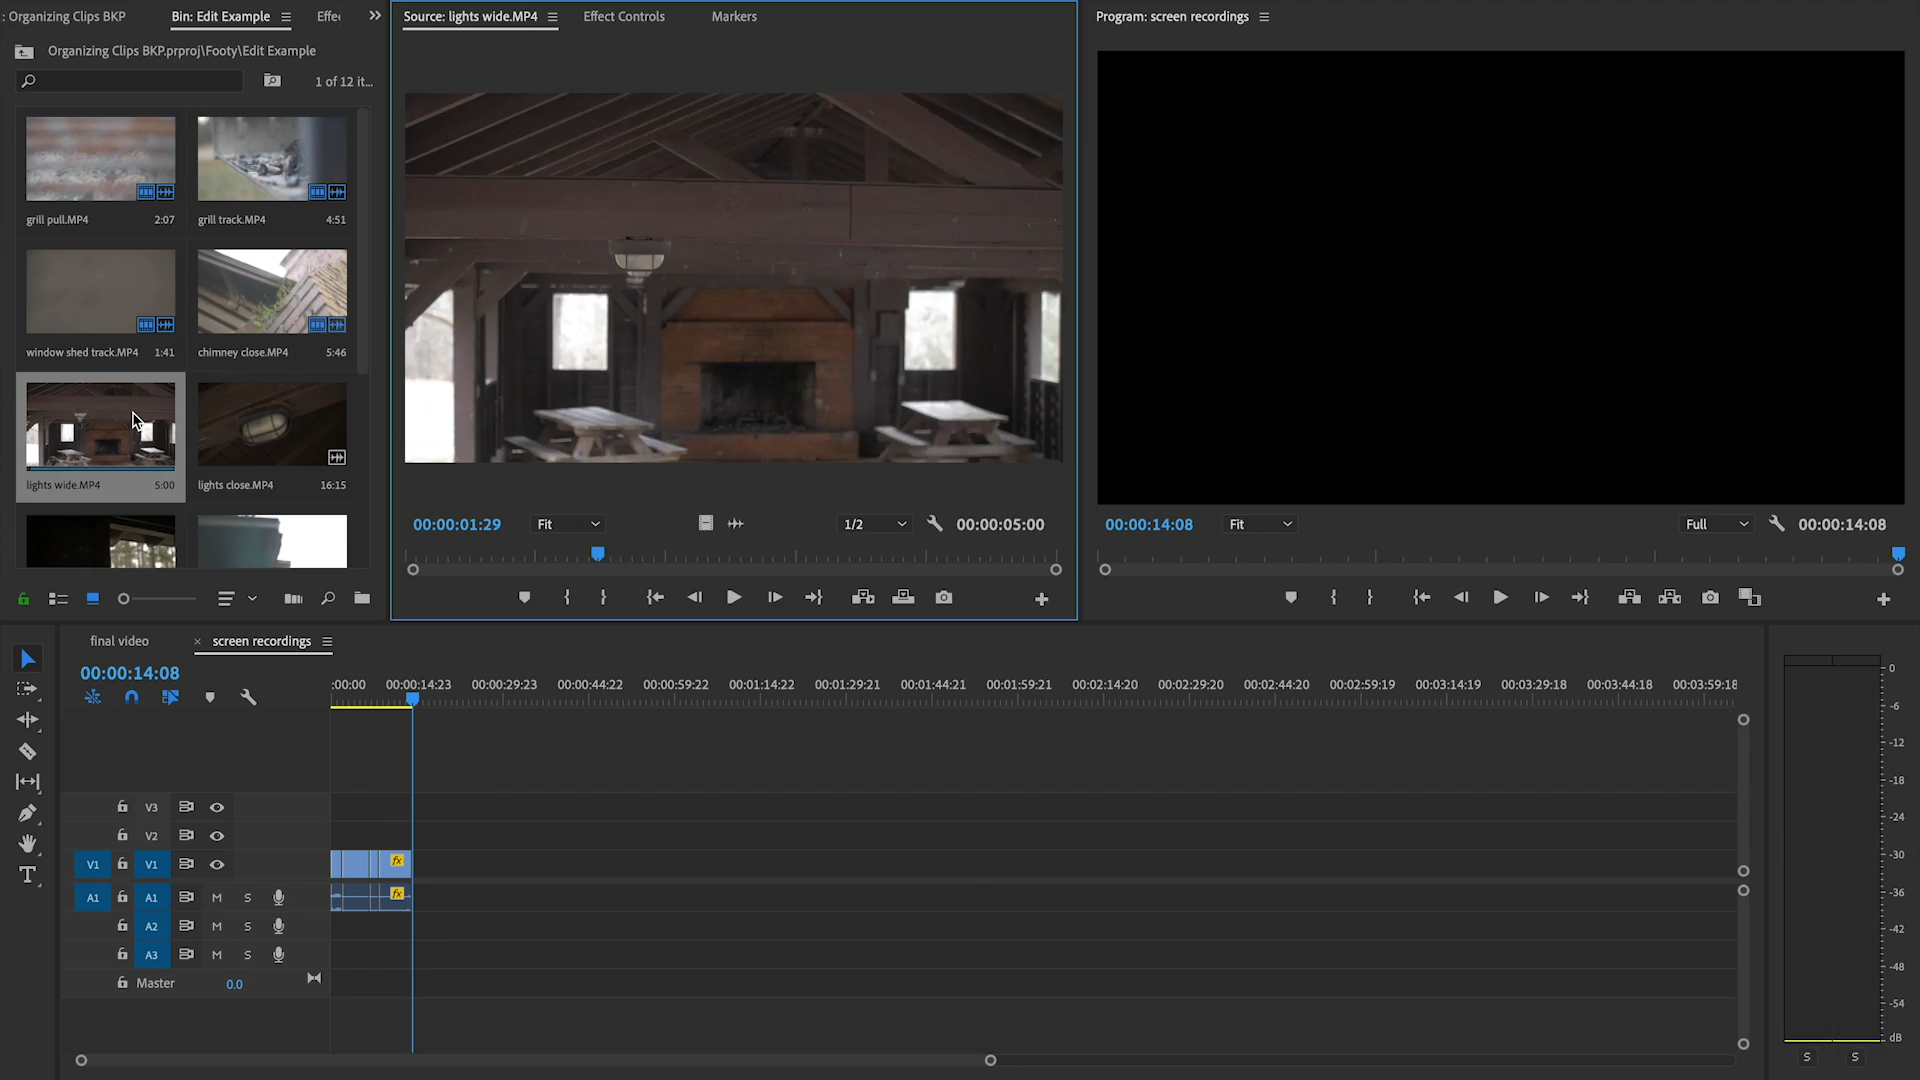 : Organizing Clips BKP
Bin: Edit Example
Effe
Organizing Clips BKP.prproj\Footy\Edit Example
1 of 12 it...
grill pull.MP4 2:07
grill track.MP4 4:51
window shed track.MP4 1:41
chimney close.MP4 5:46
lights wide.MP4 5:00
lights close.MP4 16:15
Source: lights wide.MP4
Effect Controls
Markers
00:00:01:29
Fit
1/2
00:00:05:00
Program: screen recordings
00:00:14:08
Fit
Full
00:00:14:08
final video
× screen recordings
00:00:14:08
:00:00 00:00:14:23 00:00:29:23 00:00:44:22 00:00:59:22 00:01:14:22 00:01:29:21 00:01:44:21 00:01:59:21 00:02:14:20 00:02:29:20 00:02:44:20 00:02:59:19 00:03:14:19 00:03:29:18 00:03:44:18 00:03:59:18
V3
V2
V1 V1 fx
A1 A1 M S fx
A2 M S
A3 M S
Master 0.0
T
0
-6
-12
-18
-24
-30
-36
-42
-48
-54
dB
S S